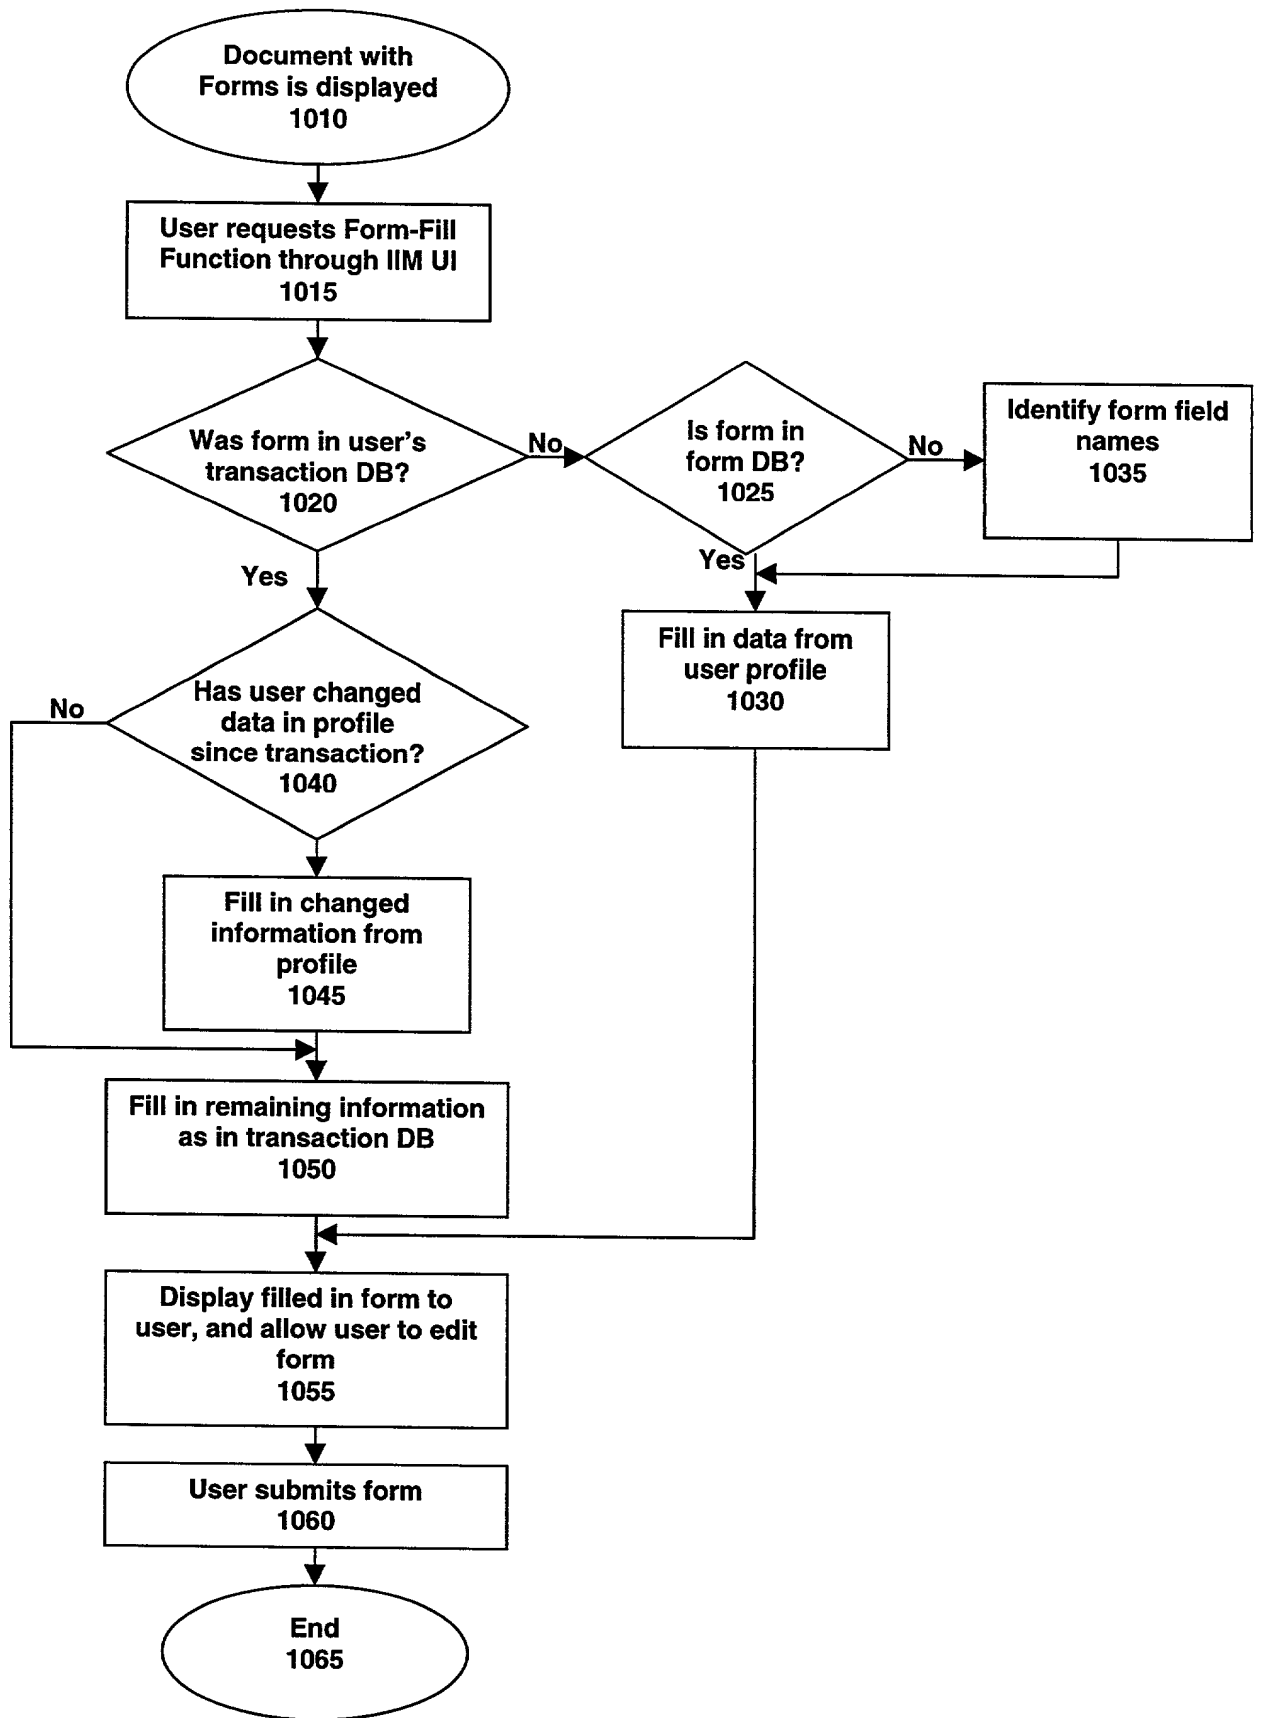 Document with
Forms is displayed
1010
User requests Form-Fill
Function through IIM UI
1015
Was form in user's
transaction DB?
1020
No
Is form in
form DB?
1025
No
Identify form field
names
1035
Yes
Yes
Fill in data from
user profile
1030
Has user changed
data in profile
since transaction?
1040
No
Fill in changed
information from
profile
1045
Fill in remaining information
as in transaction DB
1050
Display filled in form to
user, and allow user to edit
form
1055
User submits form
1060
End
1065